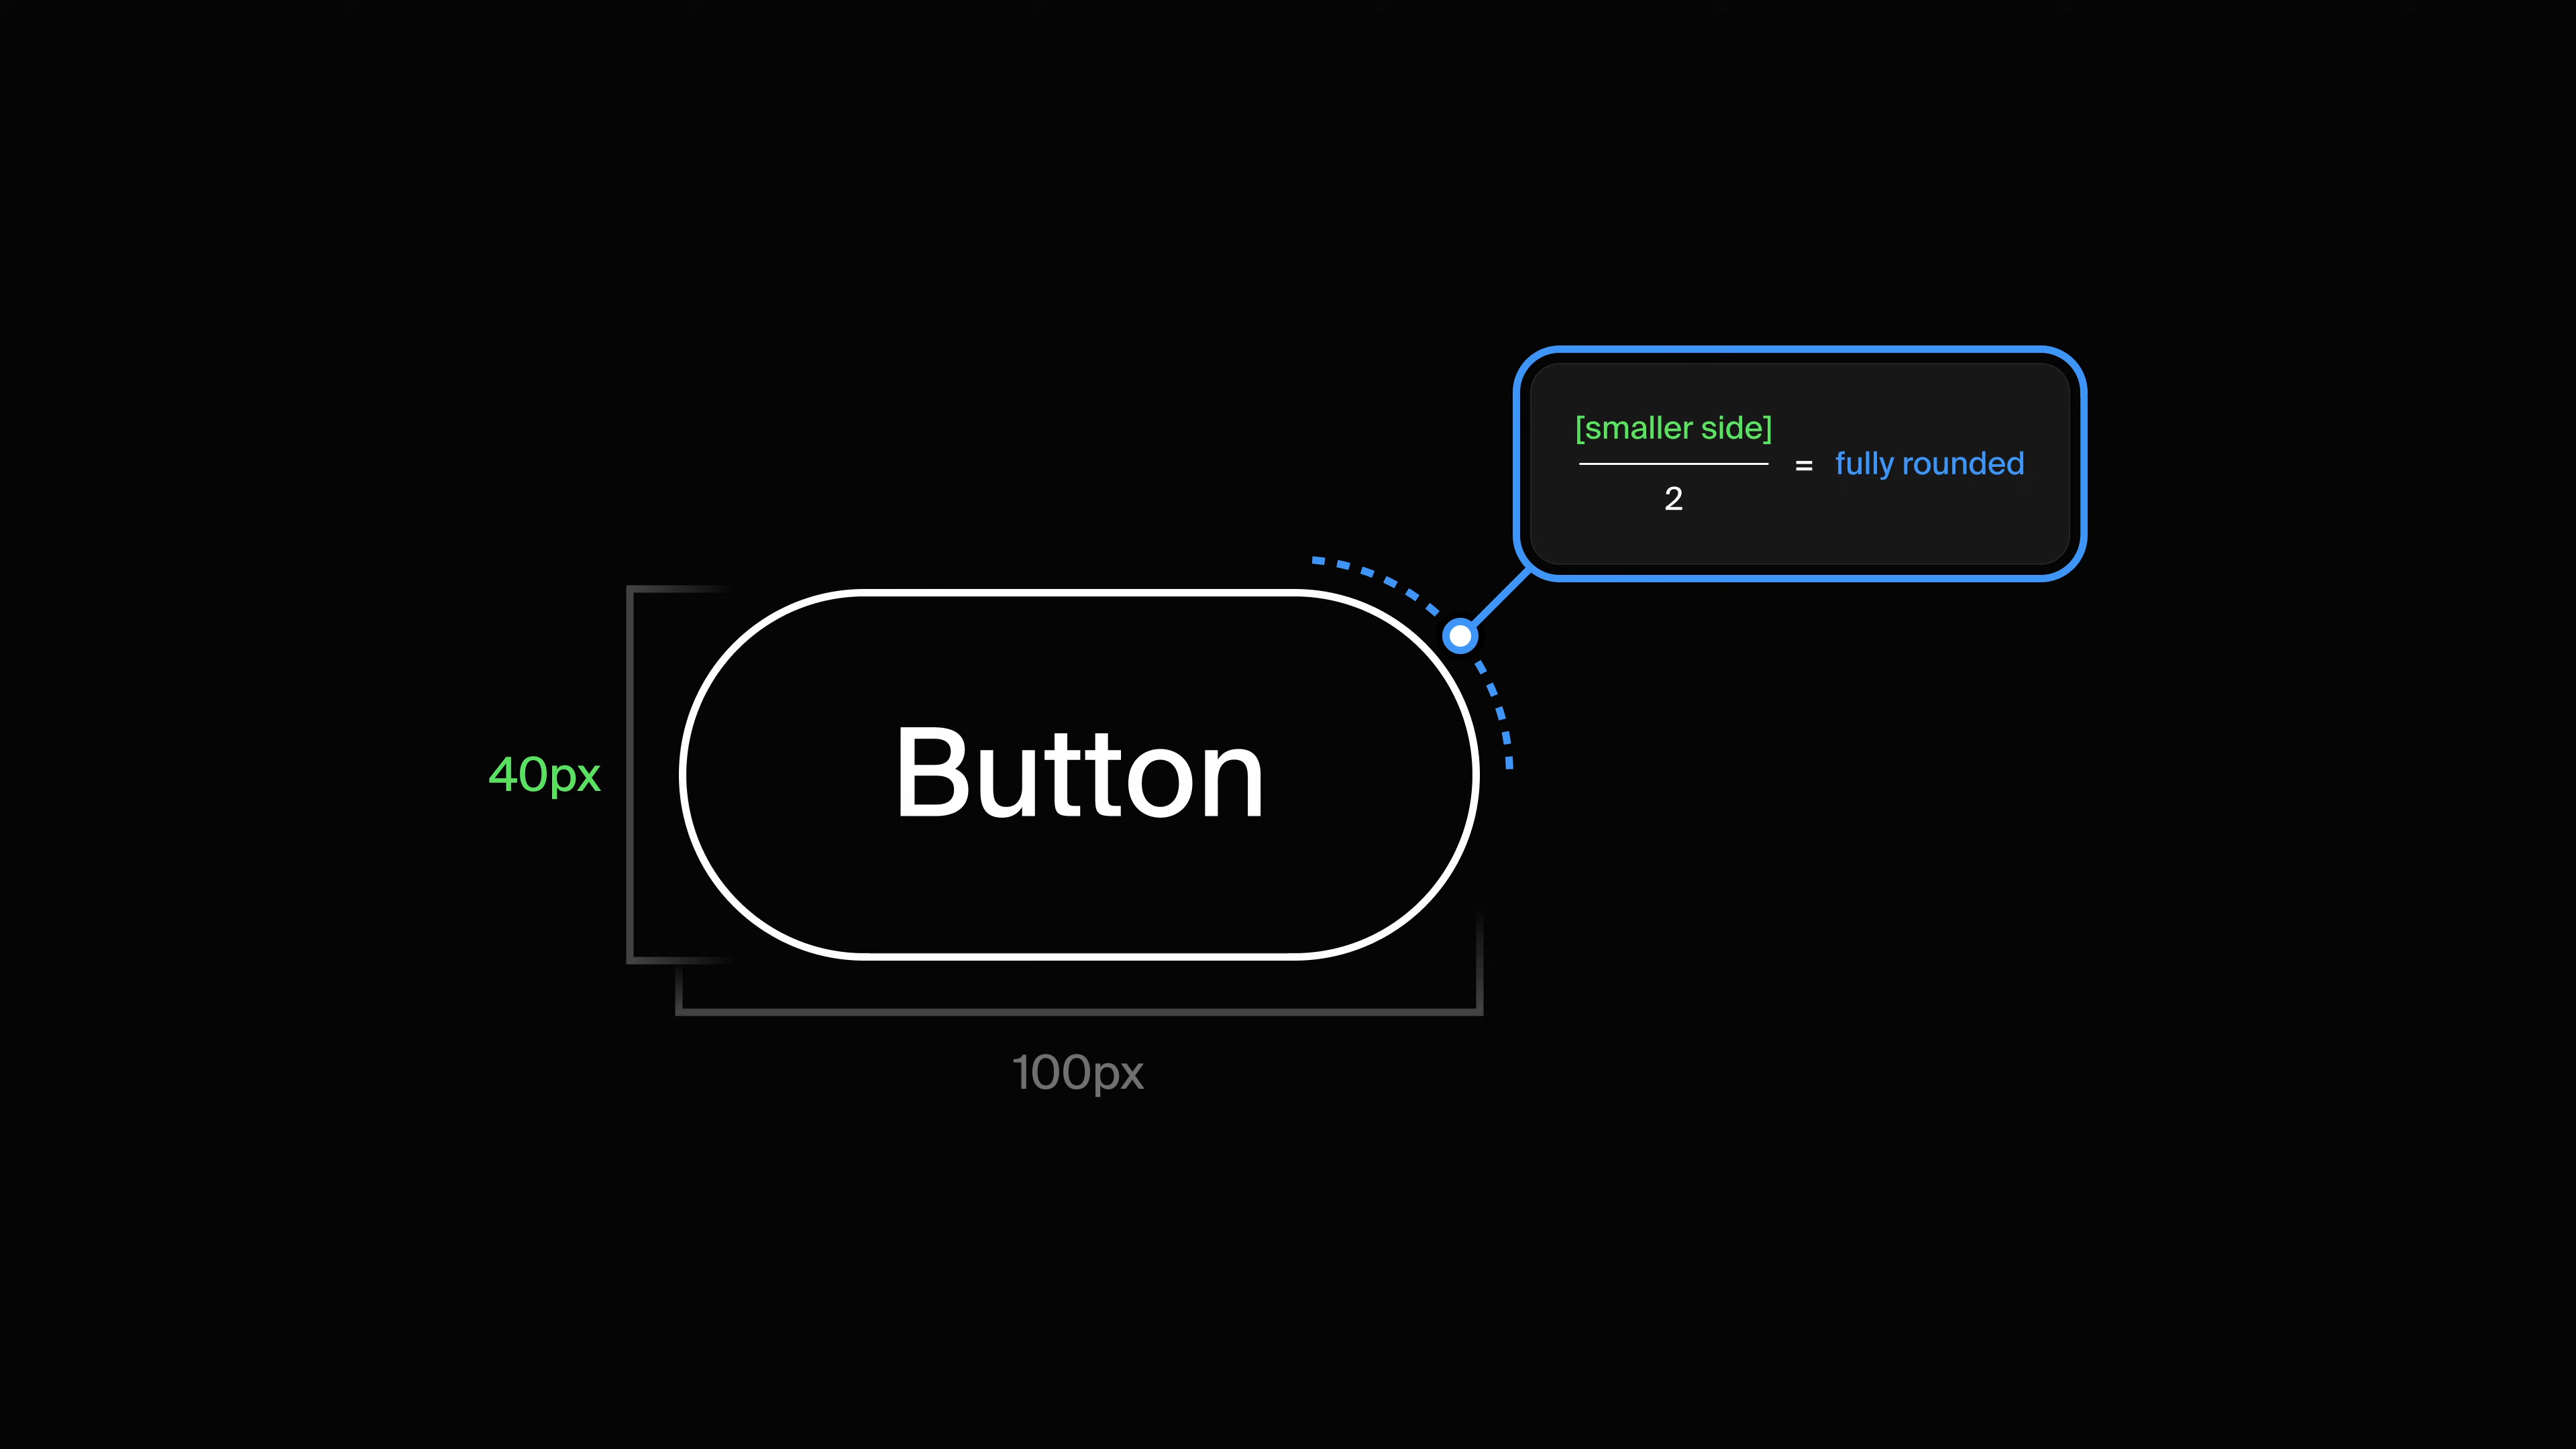 [smaller side]
2
= fully rounded
Button
40px
100px